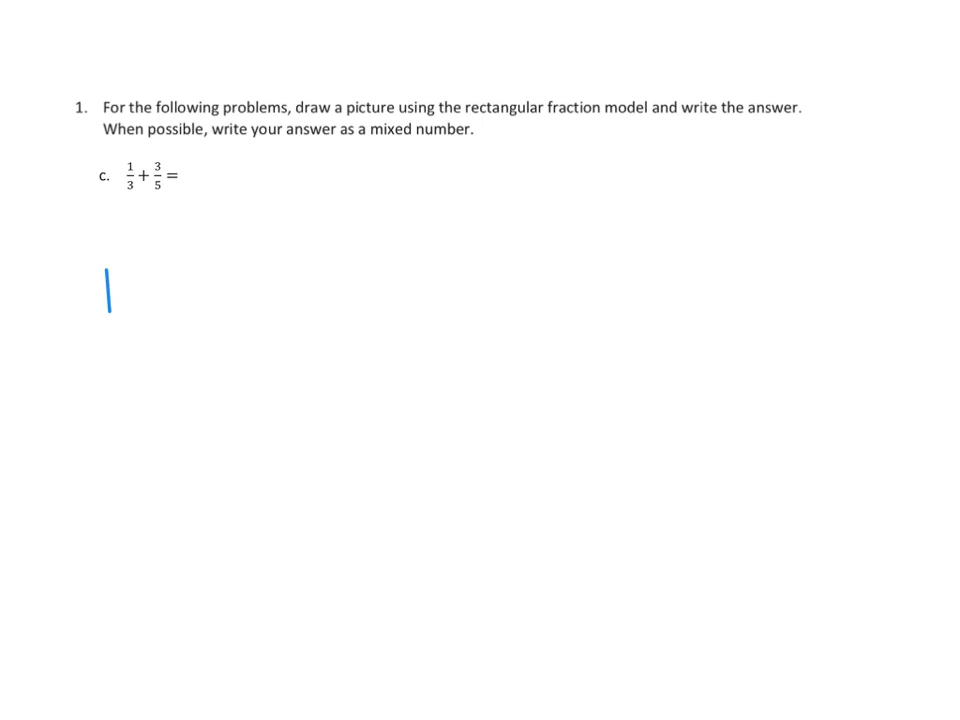 1. For the following problems, draw a picture using the rectangular fraction model and write the answer.
When possible, write your answer as a mixed number.
c. 1/3 + 3/5 =